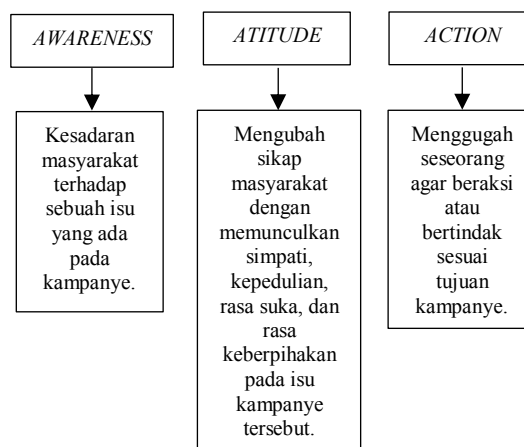 AWARENESS
Kesadaran
masyarakat
terhadap
sebuah isu
yang ada
pada
kampanye.
ATITUDE
Mengubah
sikap
masyarakat
dengan
memunculkan
simpati,
kepedulian,
rasa suka, dan
rasa
keberpihakan
pada isu
kampanye
tersebut.
ACTION
Menggugah
seseorang
agar beraksi
atau
bertindak
sesuai
tujuan
kampanye.